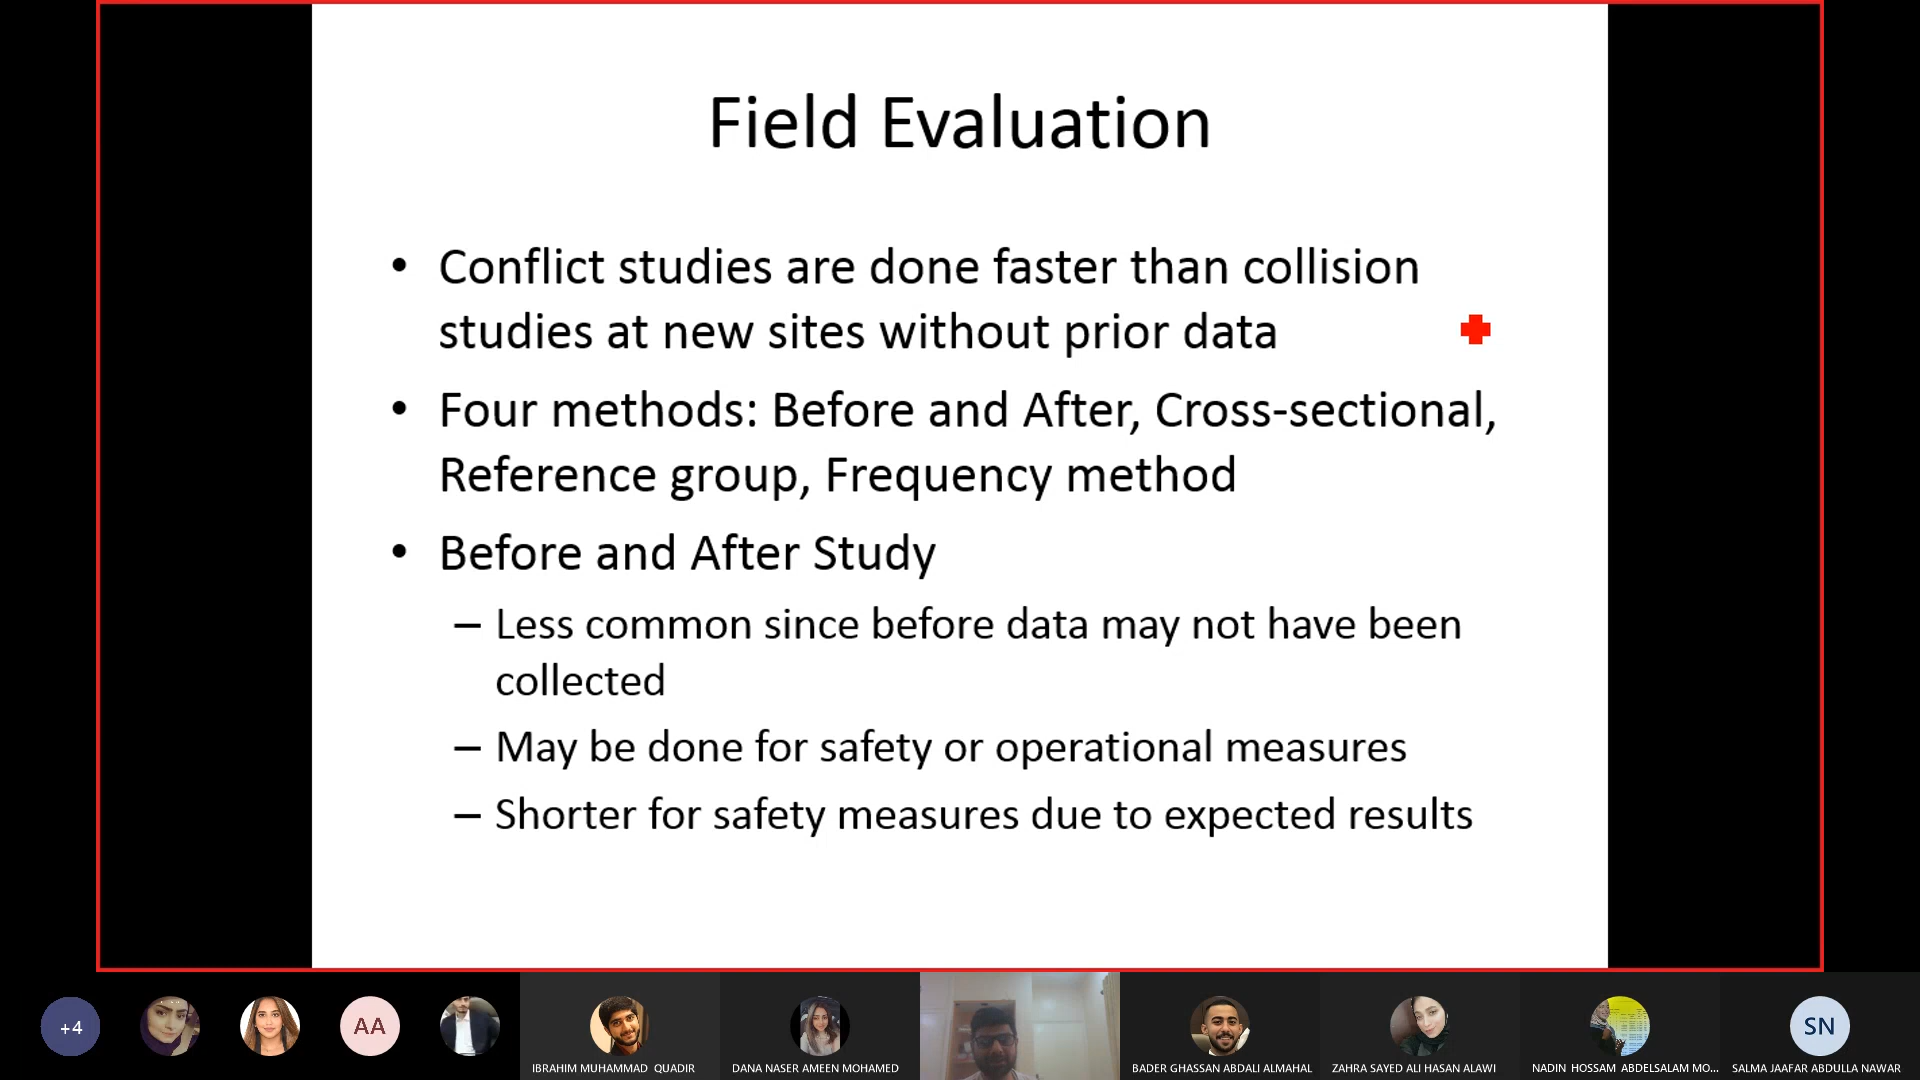 Field Evaluation
• Conflict studies are done faster than collision
studies at new sites without prior data
• Four methods: Before and After, Cross-sectional,
Reference group, Frequency method
• Before and After Study
– Less common since before data may not have been
collected
– May be done for safety or operational measures
– Shorter for safety measures due to expected results
+4
AA
SN
IBRAHIM MUHAMMAD QUADIR
DANA NASER AMEEN MOHAMED
BADER GHASSAN ABDALI ALMAHAL
ZAHRA SAYED ALI HASAN ALAWI
NADIN HOSSAM ABDELSALAM MO...
SALMA JAAFAR ABDULLA NAWAR